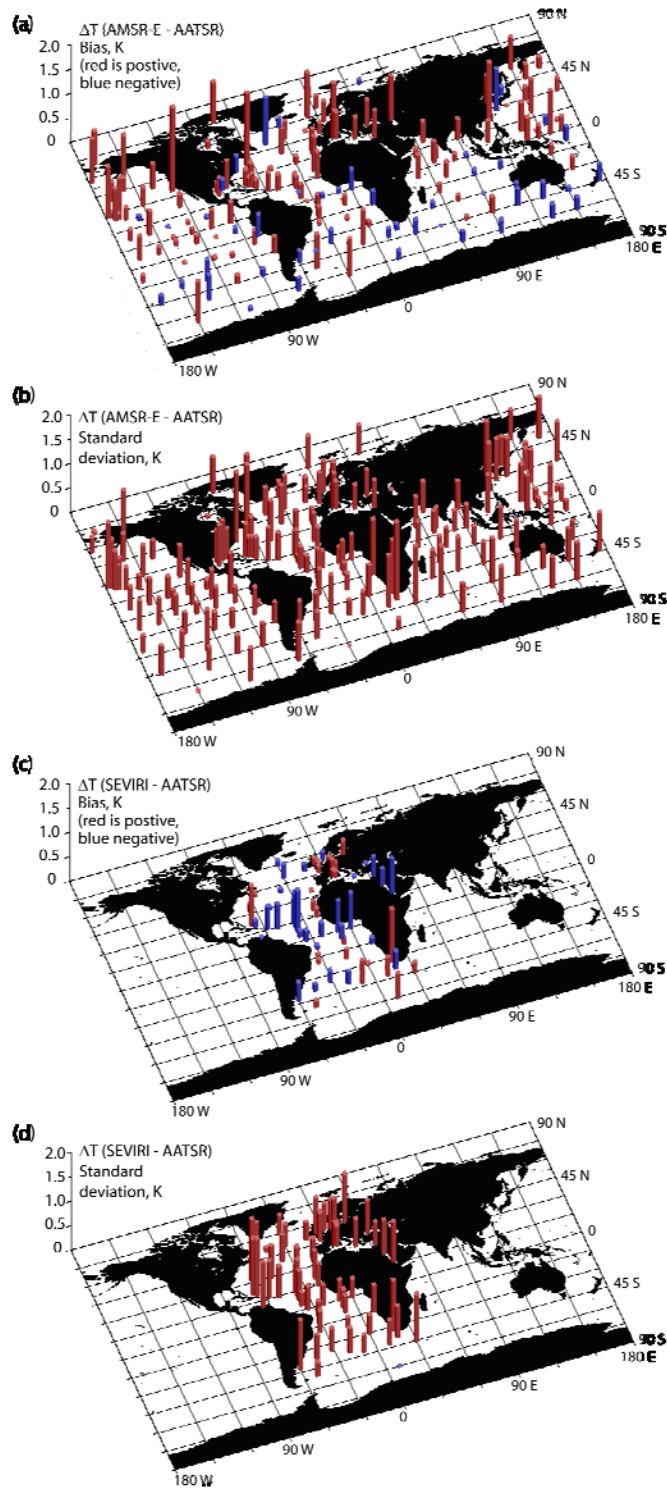 (a)
ΔT (AMSR-E - AATSR)
Bias, K
(red is postive,
blue negative)
2.0
1.5
1.0
0.5
0
90 N
45 N
0
45 S
90 S
180 E
90 E
0
90 W
180 W
(b)
ΔT (AMSR-E - AATSR)
Standard
deviation, K
2.0
1.5
1.0
0.5
0
90 N
45 N
0
45 S
90 S
180 E
90 E
0
90 W
180 W
(c)
ΔT (SEVIRI - AATSR)
Bias, K
(red is postive,
blue negative)
2.0
1.5
1.0
0.5
0
90 N
45 N
0
45 S
90 S
180 E
90 E
0
90 W
180 W
(d)
ΔT (SEVIRI - AATSR)
Standard
deviation, K
2.0
1.5
1.0
0.5
0
90 N
45 N
0
45 S
90 S
180 E
90 E
0
90 W
180 W